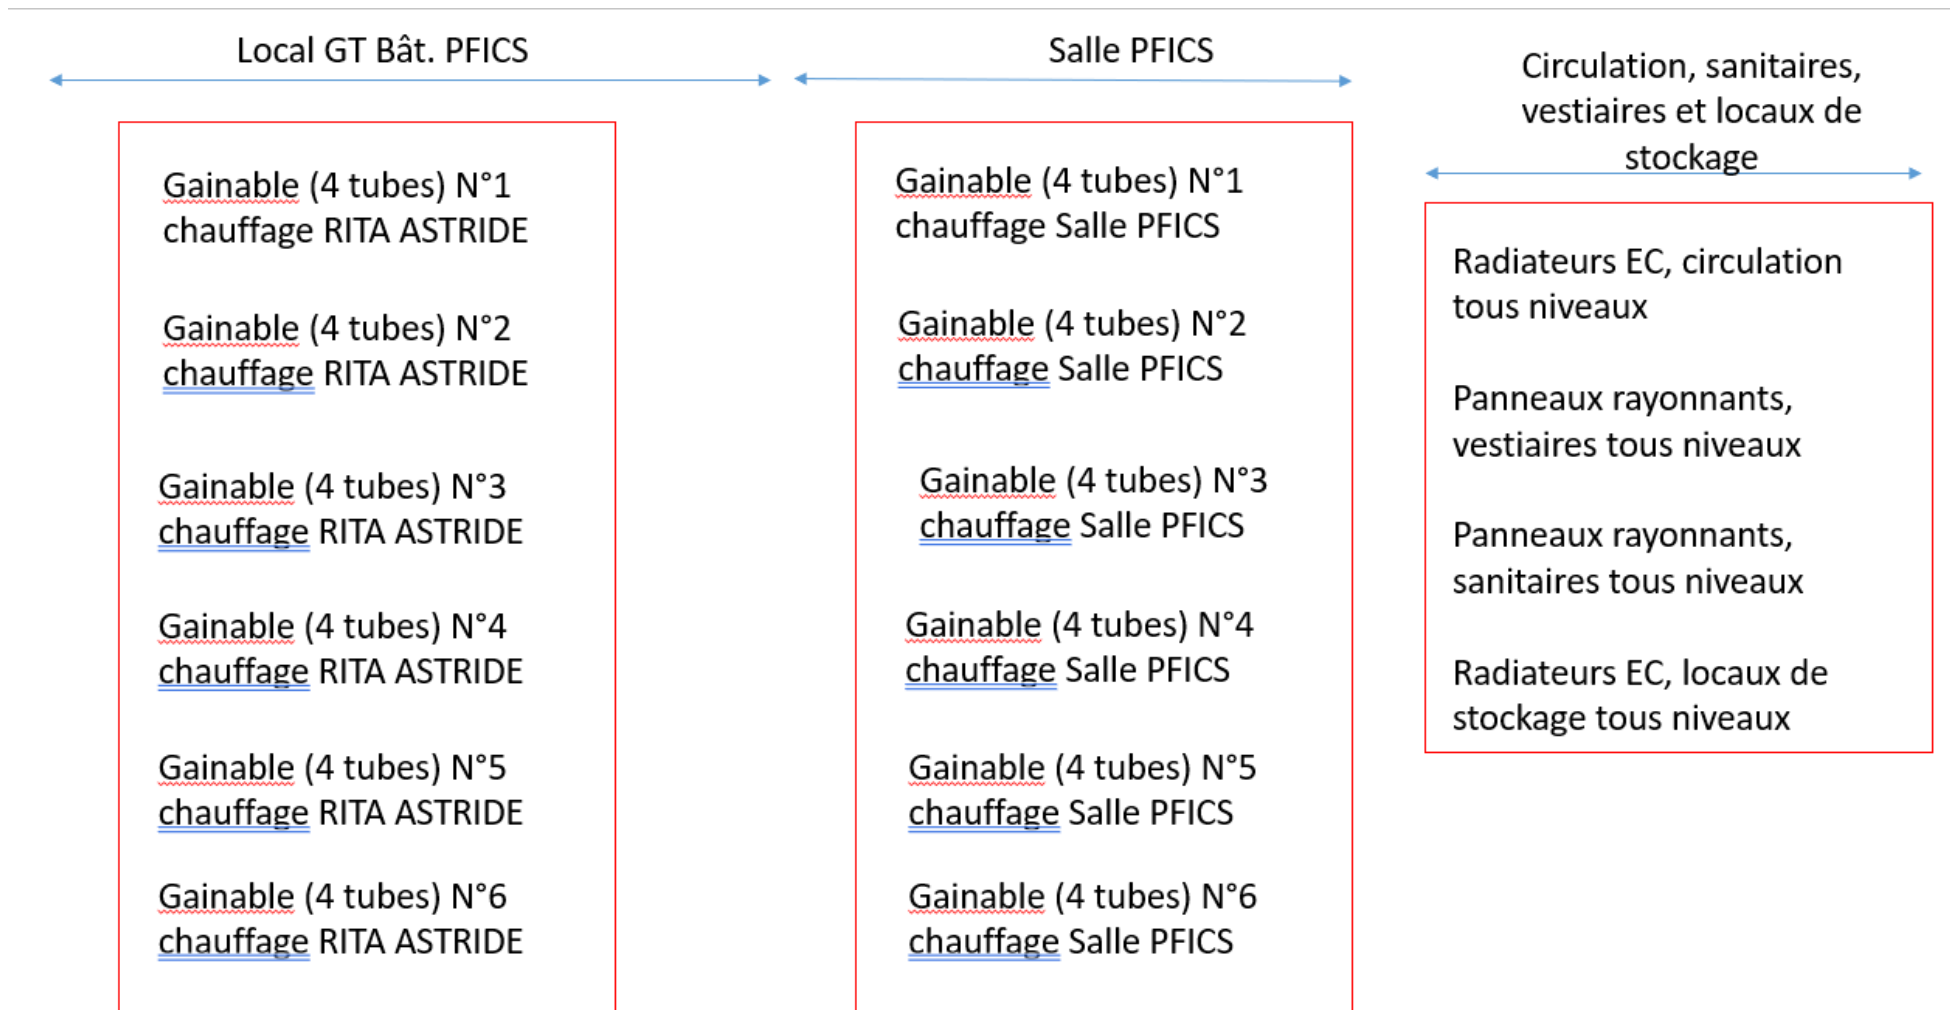 Local GT Bât. PFICS
Gainable (4 tubes) N°1
chauffage RITA ASTRIDE
Gainable (4 tubes) N°2
chauffage RITA ASTRIDE
Gainable (4 tubes) N°3
chauffage RITA ASTRIDE
Gainable (4 tubes) N°4
chauffage RITA ASTRIDE
Gainable (4 tubes) N°5
chauffage RITA ASTRIDE
Gainable (4 tubes) N°6
chauffage RITA ASTRIDE
Salle PFICS
Gainable (4 tubes) N°1
chauffage Salle PFICS
Gainable (4 tubes) N°2
chauffage Salle PFICS
Gainable (4 tubes) N°3
chauffage Salle PFICS
Gainable (4 tubes) N°4
chauffage Salle PFICS
Gainable (4 tubes) N°5
chauffage Salle PFICS
Gainable (4 tubes) N°6
chauffage Salle PFICS
Circulation, sanitaires,
vestiaires et locaux de
stockage
Radiateurs EC, circulation
tous niveaux
Panneaux rayonnants,
vestiaires tous niveaux
Panneaux rayonnants,
sanitaires tous niveaux
Radiateurs EC, locaux de
stockage tous niveaux